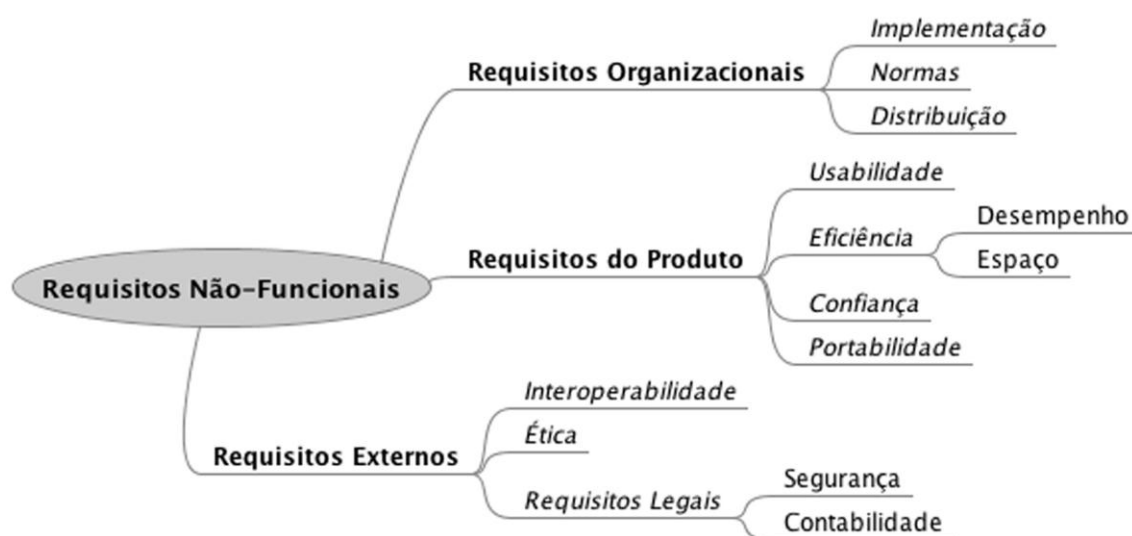 Requisitos Não-Funcionais
Requisitos Organizacionais
Implementação
Normas
Distribuição
Requisitos do Produto
Usabilidade
Eficiência
Desempenho
Espaço
Confiança
Portabilidade
Requisitos Externos
Interoperabilidade
Ética
Requisitos Legais
Segurança
Contabilidade